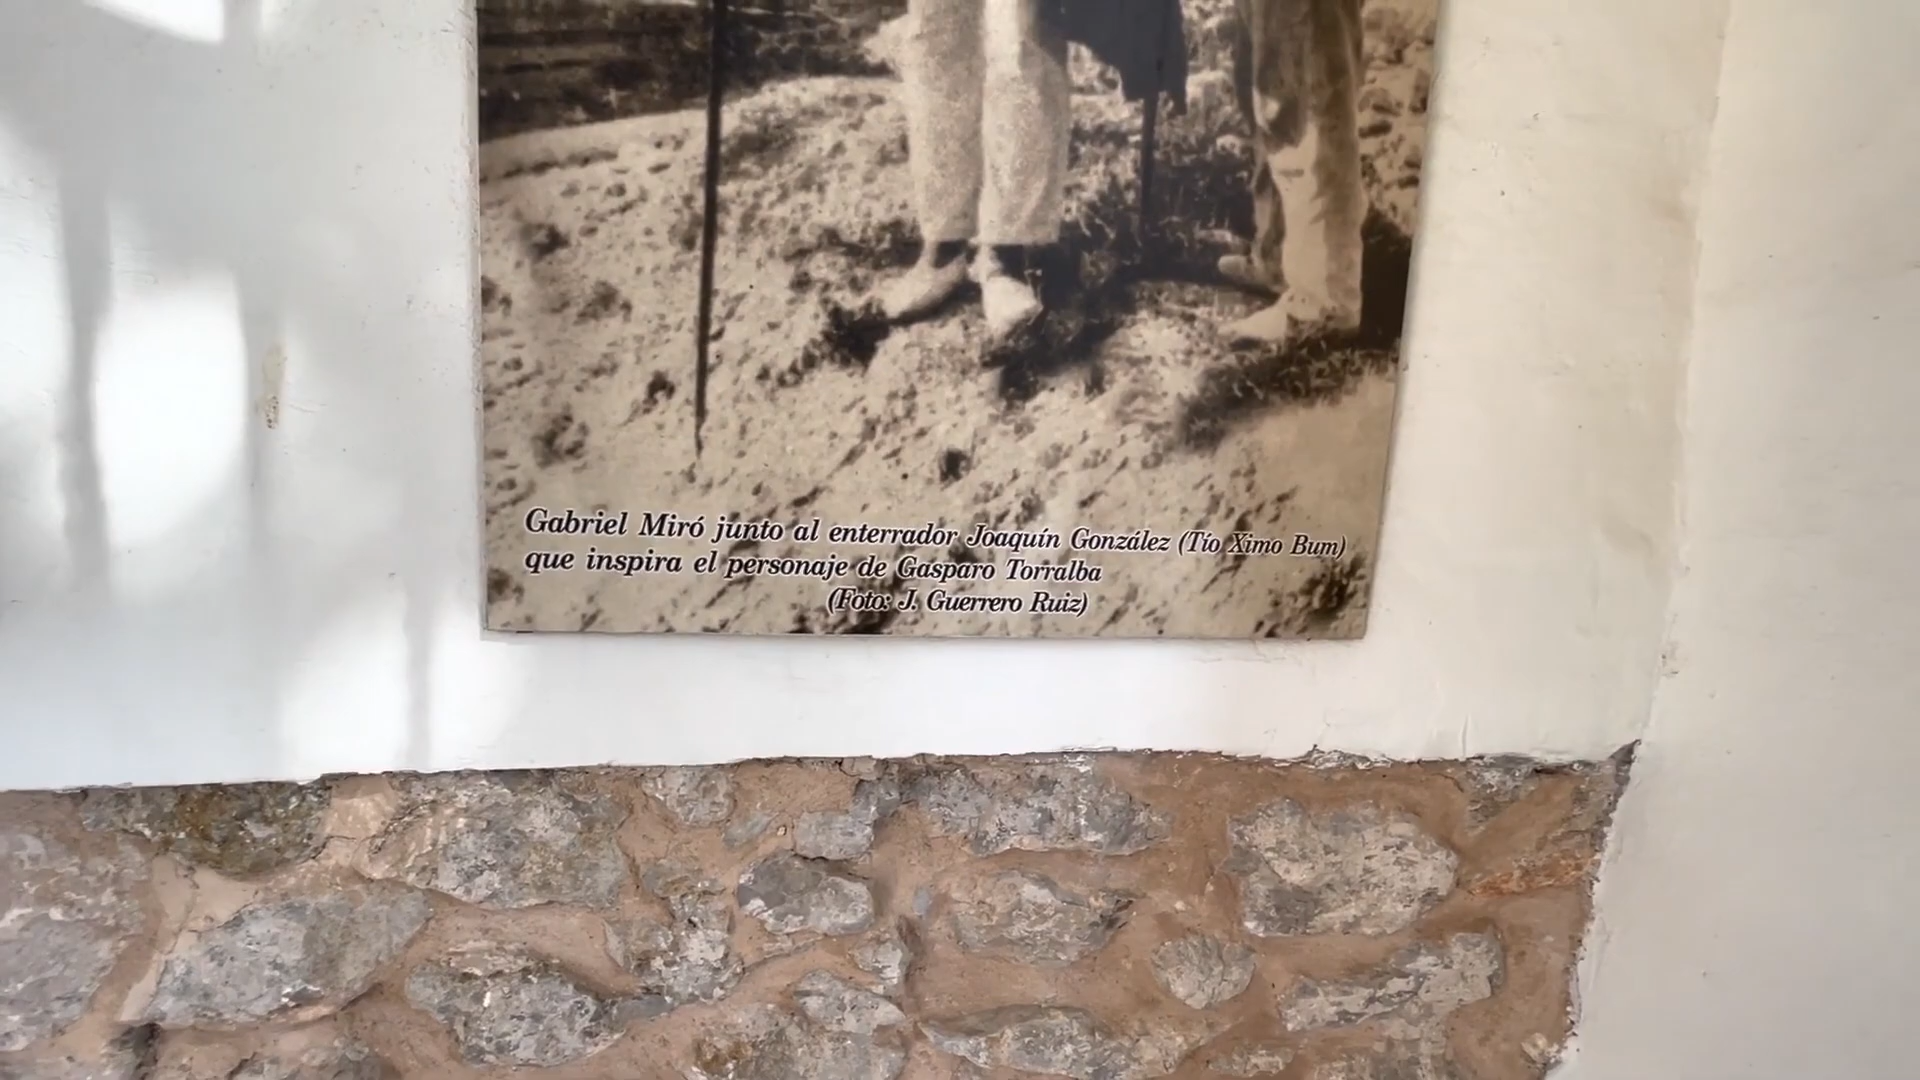 Gabriel Miró junto al enterrador Joaquín González (Tío Ximo Bum)
que inspira el personaje de Gasparo Torralba
(Foto: J. Guerrero Ruiz)